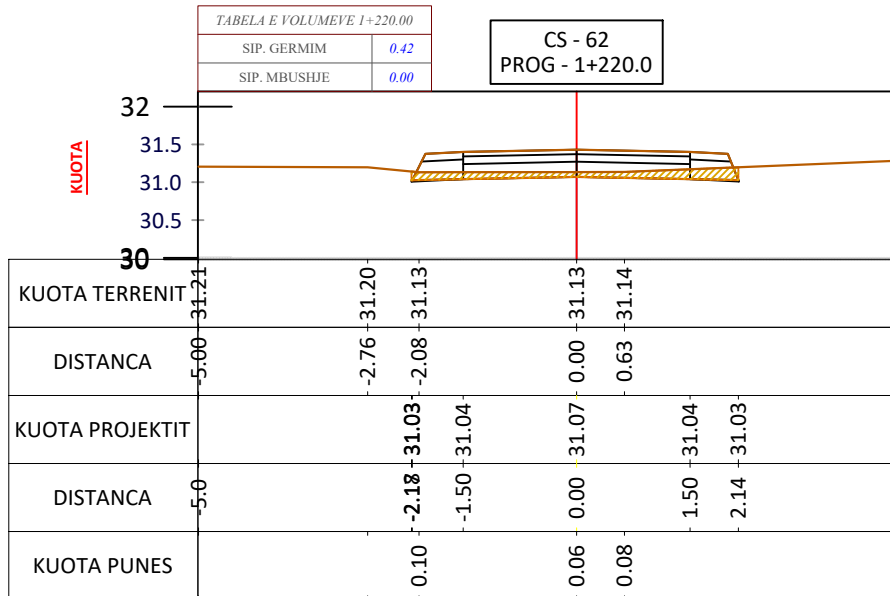 TABELA E VOLUMEVE 1+220.00
SIP. GERMIM 0.42
SIP. MBUSHJE 0.00
CS - 62
PROG - 1+220.0
KUOTA
32
31.5
31.0
30.5
30
KUOTA TERRENIT 31.21 31.20 31.13 31.13 31.14
DISTANCA -5.00 -2.76 -2.08 0.00 0.63
KUOTA PROJEKTIT 31.03 31.04 31.07 31.04 31.03
DISTANCA -5.0 -1.50 0.00 1.50 2.14
KUOTA PUNES 0.10 0.06 0.08